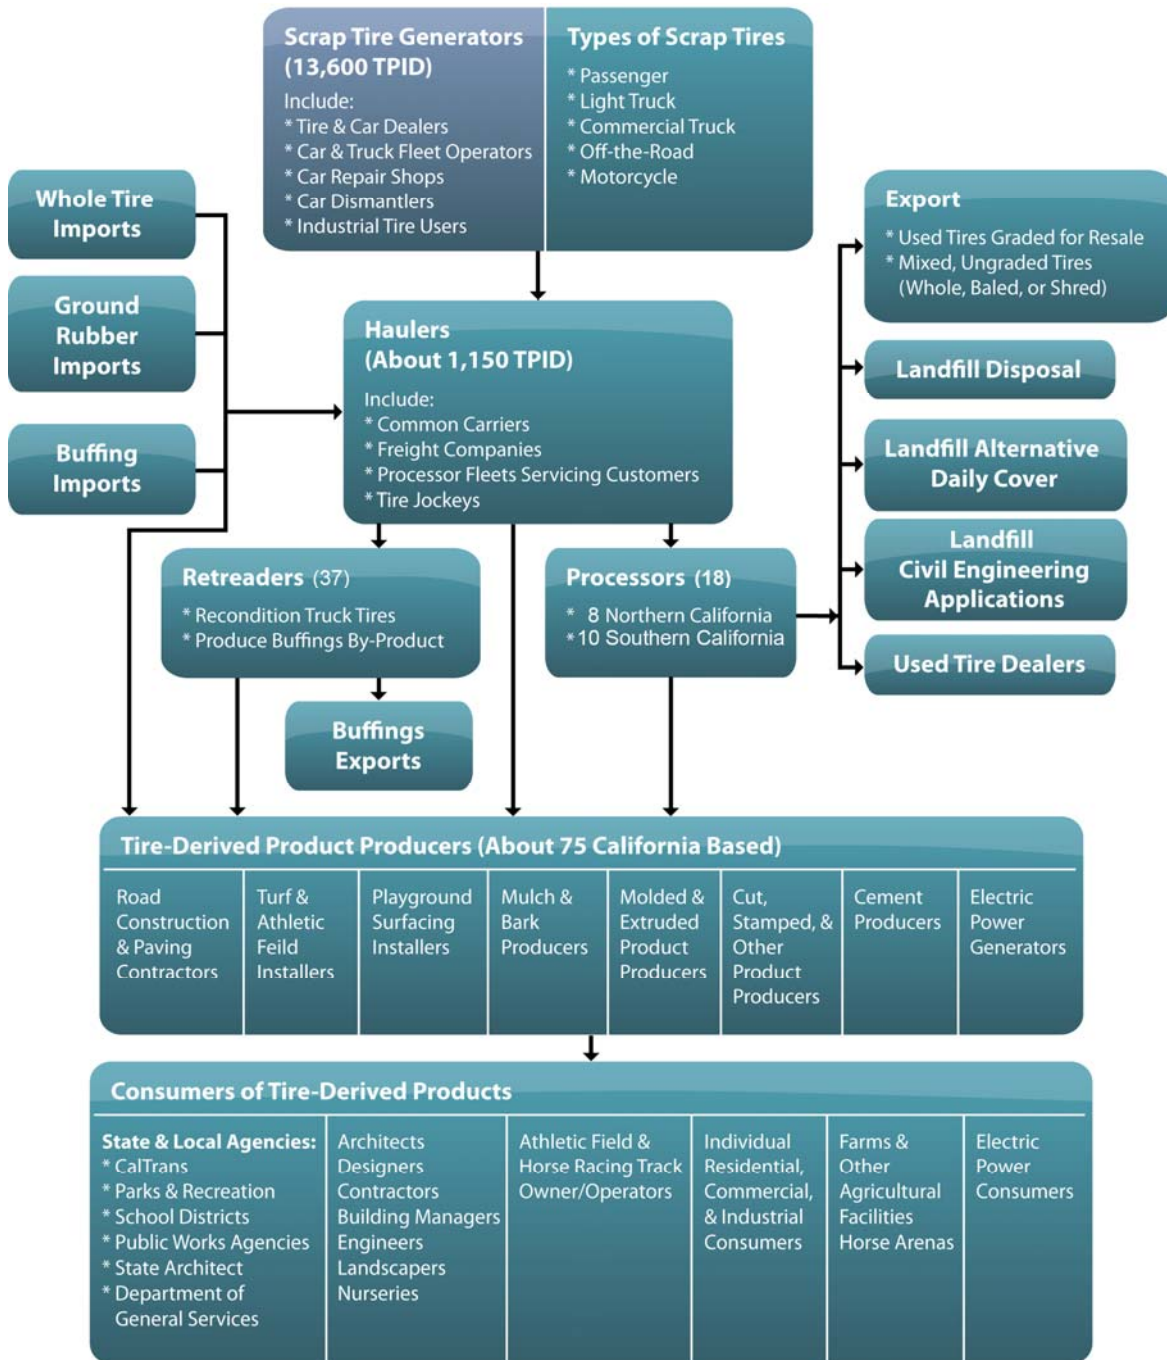 Scrap Tire Generators
(13,600 TPID)
Include:
* Tire & Car Dealers
* Car & Truck Fleet Operators
* Car Repair Shops
* Car Dismantlers
* Industrial Tire Users
Types of Scrap Tires
* Passenger
* Light Truck
* Commercial Truck
* Off-the-Road
* Motorcycle
Whole Tire
Imports
Ground
Rubber
Imports
Buffing
Imports
Haulers
(About 1,150 TPID)
Include:
* Common Carriers
* Freight Companies
* Processor Fleets Servicing Customers
* Tire Jockeys
Export
* Used Tires Graded for Resale
* Mixed, Ungraded Tires
(Whole, Baled, or Shred)
Landfill Disposal
Landfill Alternative
Daily Cover
Landfill
Civil Engineering
Applications
Used Tire Dealers
Retreaders (37)
* Recondition Truck Tires
* Produce Buffings By-Product
Processors (18)
* 8 Northern California
*10 Southern California
Buffings
Exports
Tire-Derived Product Producers (About 75 California Based)
Road
Construction
& Paving
Contractors
Turf &
Athletic
Feild
Installers
Playground
Surfacing
Installers
Mulch &
Bark
Producers
Molded &
Extruded
Product
Producers
Cut,
Stamped, &
Other
Product
Producers
Cement
Producers
Electric
Power
Generators
Consumers of Tire-Derived Products
State & Local Agencies:
* CalTrans
* Parks & Recreation
* School Districts
* Public Works Agencies
* State Architect
* Department of
General Services
Architects
Designers
Contractors
Building Managers
Engineers
Landscapers
Nurseries
Athletic Field &
Horse Racing Track
Owner/Operators
Individual
Residential,
Commercial,
& Industrial
Consumers
Farms &
Other
Agricultural
Facilities
Horse Arenas
Electric
Power
Consumers